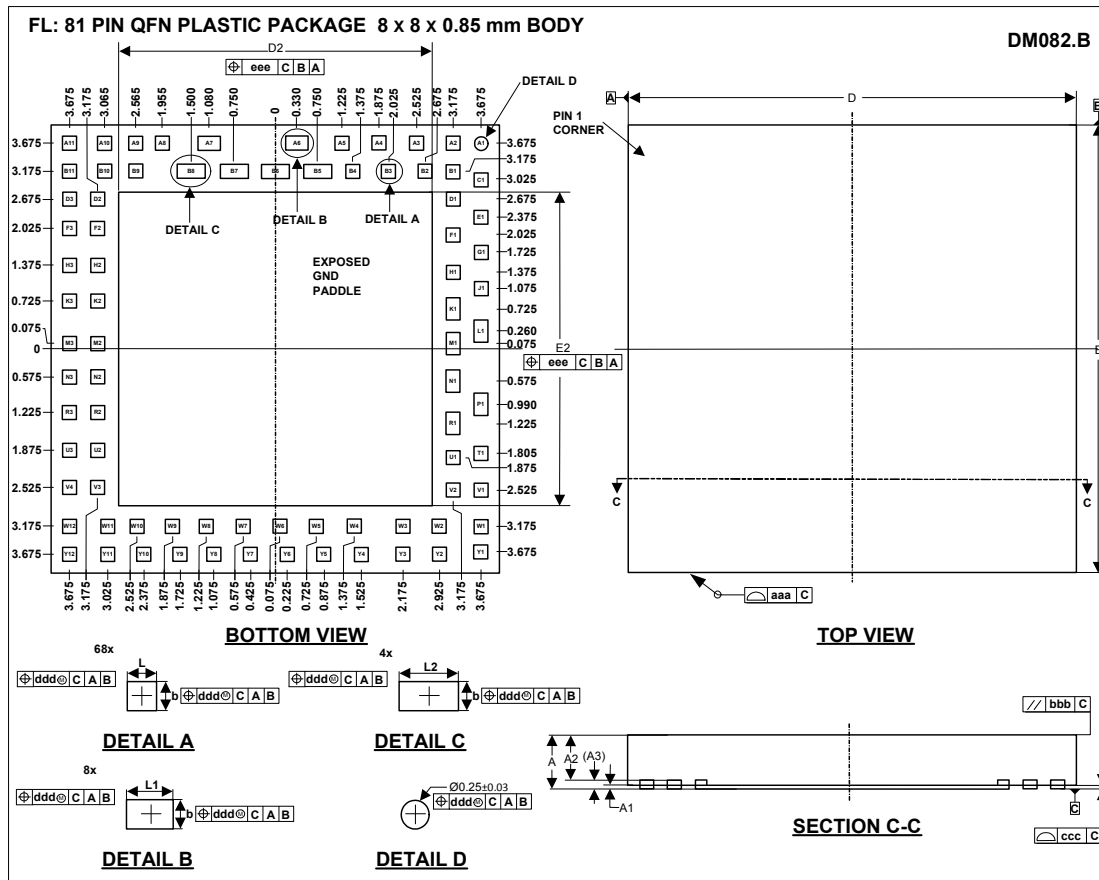 FL: 81 PIN QFN PLASTIC PACKAGE 8 x 8 x 0.85 mm BODY
DM082.B
D2
⌖ eee C B A
DETAIL D
3.675 3.175 3.065 2.565 1.955 1.500 1.080 0.750 0 0.330 0.750 1.225 1.375 1.875 2.025 2.525 2.675 3.175 3.675
A D
PIN 1
CORNER
3.675 A11 A10 A9 A8 A7 A6 A5 A4 A3 A2 A1 3.675
3.175 B11 B10 B9 B8 B7 B6 B5 B4 B3 B2 B1 3.175
C1 3.025
2.675 D3 D2 D1 2.675
DETAIL C DETAIL B DETAIL A
E1 2.375
2.025 F3 F2 F1 2.025
G1 1.725
EXPOSED
GND
PADDLE
1.375 H3 H2 H1 1.375
J1 1.075
0.725 K3 K2 K1 0.725
L1 0.260
0.075 M3 M2 M1 0.075
0
E2
⌖ eee C B A
E
0.575 N3 N2 N1 0.575
P1 0.990
1.225 R3 R2 R1 1.225
T1 1.805
1.875 U3 U2 U1 1.875
2.525 V4 V3 V2 V1 2.525
C C
3.175 W12 W11 W10 W9 W8 W7 W6 W5 W4 W3 W2 W1 3.175
3.675 Y12 Y11 Y10 Y9 Y8 Y7 Y6 Y5 Y4 Y3 Y2 Y1 3.675
3.675 3.175 3.025 2.525 2.375 1.875 1.725 1.225 1.075 0.575 0.425 0.075 0.225 0.725 0.875 1.375 1.525 2.175 2.925 3.175 3.675
⌓ aaa C
BOTTOM VIEW
TOP VIEW
68x
L
⌖ ddd Ⓜ C A B
b ⌖ ddd Ⓜ C A B
DETAIL A
4x
L2
⌖ ddd Ⓜ C A B
b ⌖ ddd Ⓜ C A B
DETAIL C
8x
L1
⌖ ddd Ⓜ C A B
b ⌖ ddd Ⓜ C A B
DETAIL B
Ø0.25±0.03
⌖ ddd Ⓜ C A B
DETAIL D
// bbb C
A A2 (A3)
A1
C
⌓ ccc C
SECTION C-C